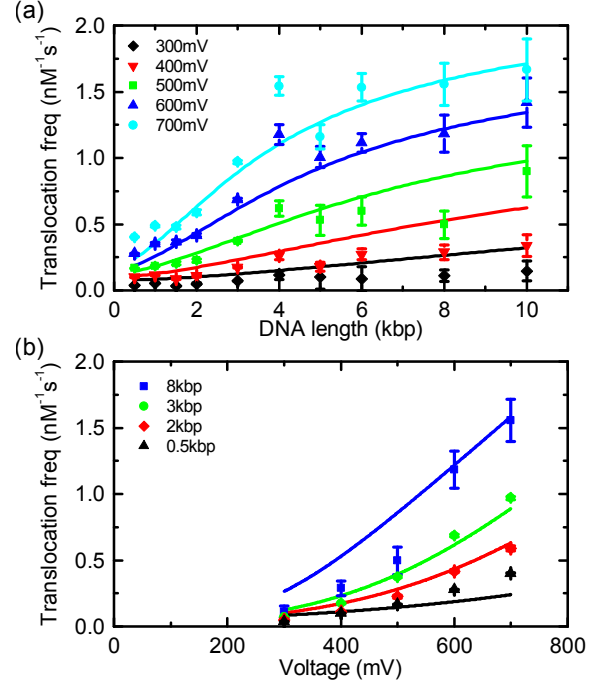 (a)
2.0
1.5
1.0
0.5
0.0
Translocation freq (nM⁻¹s⁻¹)
300mV
400mV
500mV
600mV
700mV
0 2 4 6 8 10
DNA length (kbp)
(b)
2.0
1.5
1.0
0.5
0.0
Translocation freq (nM⁻¹s⁻¹)
8kbp
3kbp
2kbp
0.5kbp
0 200 400 600 800
Voltage (mV)